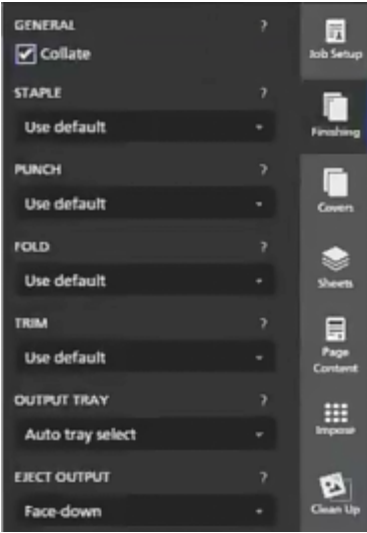 GENERAL ?
Collate
STAPLE ?
Use default
PUNCH ?
Use default
FOLD ?
Use default
TRIM ?
Use default
OUTPUT TRAY ?
Auto tray select
EJECT OUTPUT ?
Face-down
Job Setup
Finishing
Covers
Sheets
Page
Content
Impose
Clean Up